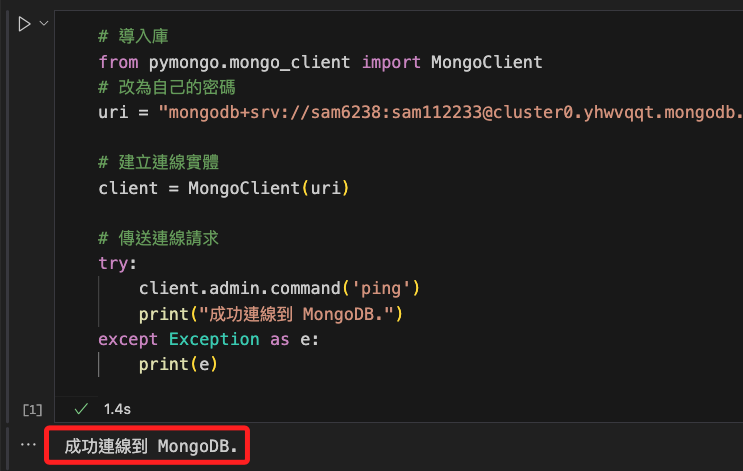 # 導入庫
from pymongo.mongo_client import MongoClient
# 改為自己的密碼
uri = "mongodb+srv://sam6238:sam112233@cluster0.yhwvqqt.mongodb.
# 建立連線實體
client = MongoClient(uri)
# 傳送連線請求
try:
    client.admin.command('ping')
    print("成功連線到 MongoDB.")
except Exception as e:
    print(e)
[1] ✓ 1.4s
... 成功連線到 MongoDB.